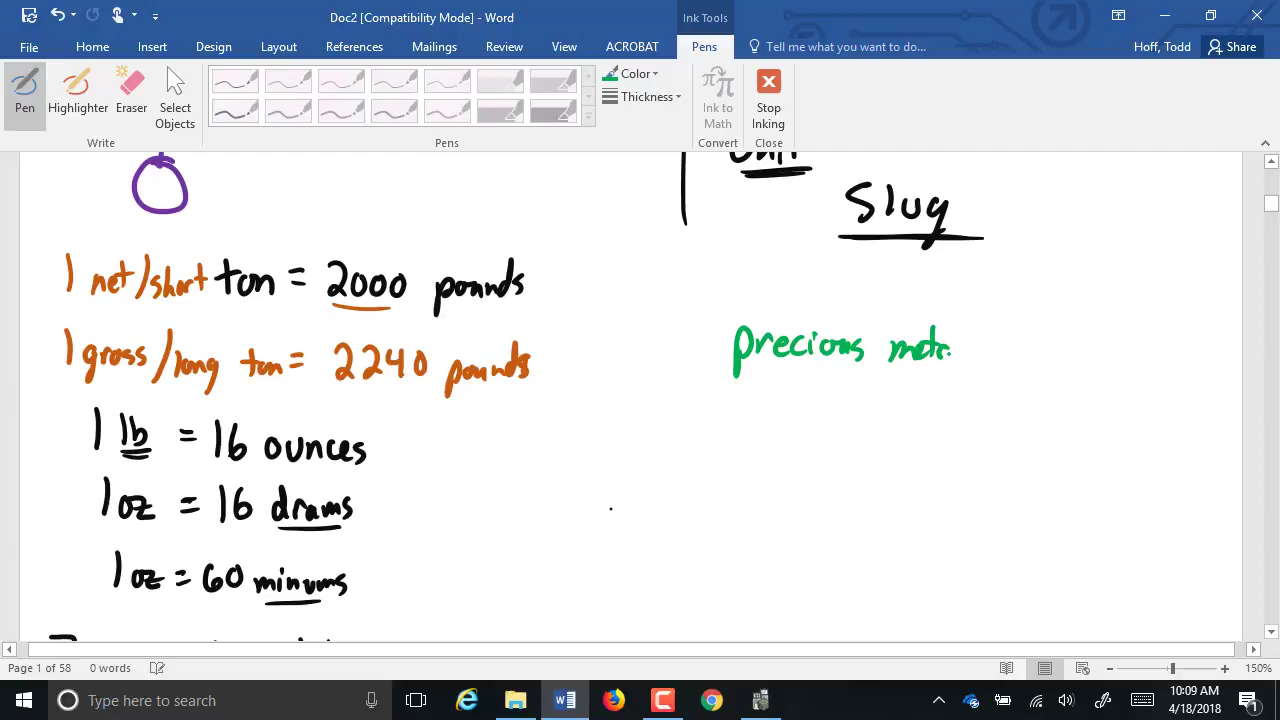 Doc2 [Compatibility Mode] - Word
Ink Tools
File Home Insert Design Layout References Mailings Review View ACROBAT Pens Tell me what you want to do... Hoff, Todd Share
Pen Highlighter Eraser Select Objects
Color
Thickness
Ink to Math
Stop Inking
Write Pens Convert Close
Slug
1 net/short ton = 2000 pounds
1 gross/long ton = 2240 pounds
precious met
1 lb = 16 ounces
1 oz = 16 drams
1 oz = 60 minums
Page 1 of 58 0 words 150%
Type here to search
10:09 AM
4/18/2018
1